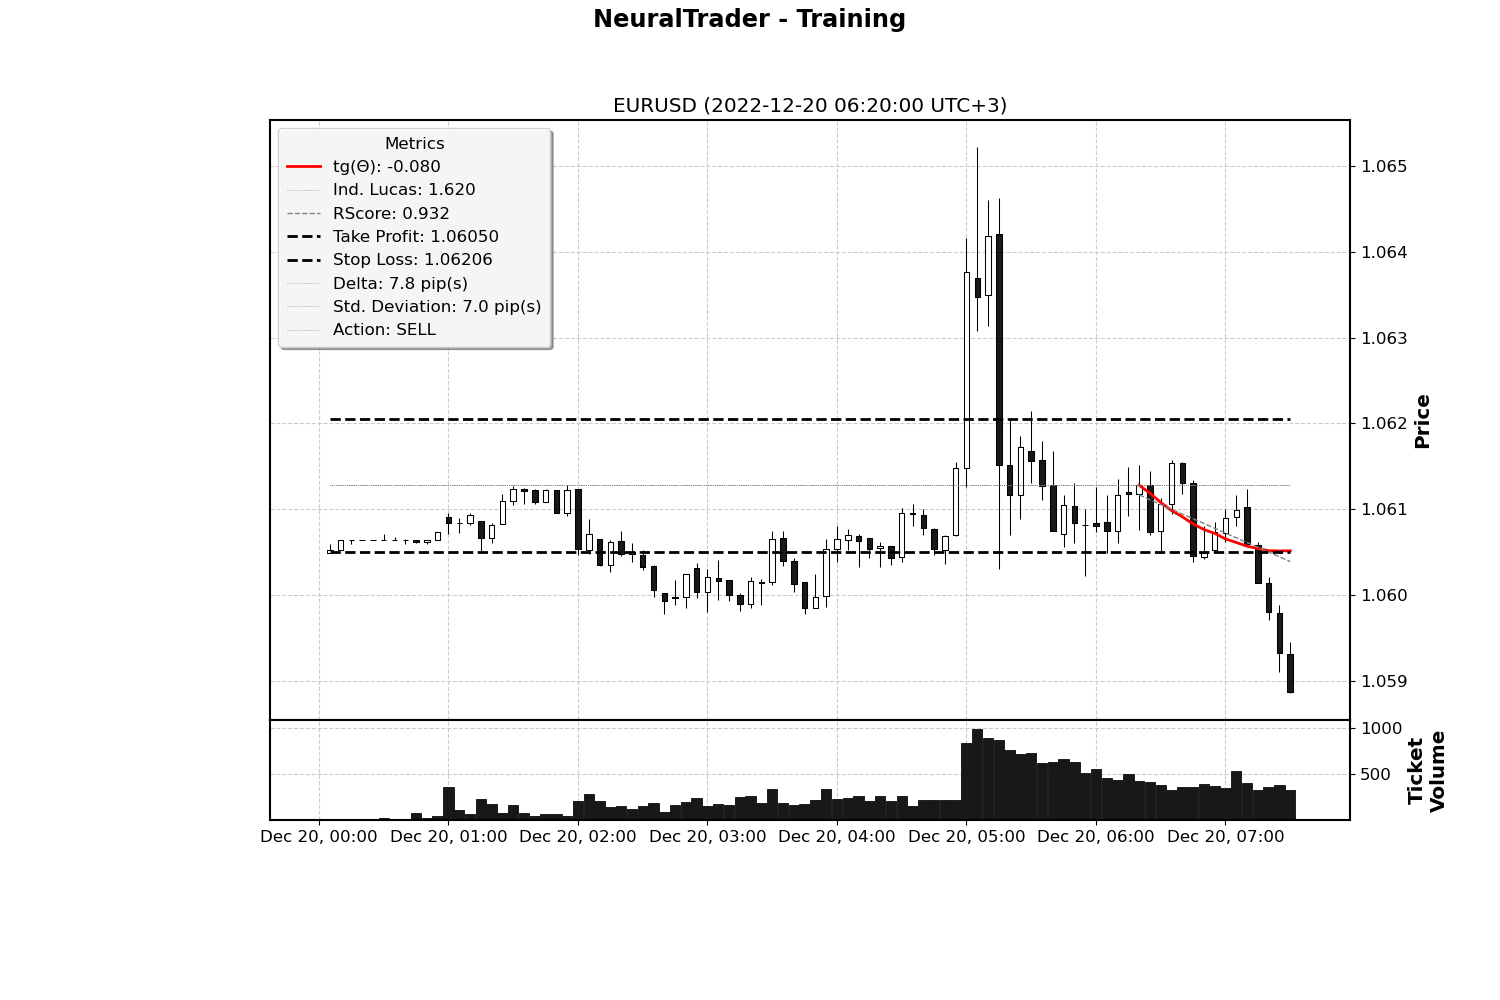 NeuralTrader - Training
EURUSD (2022-12-20 06:20:00 UTC+3)
Metrics
tg(Θ): -0.080
Ind. Lucas: 1.620
RScore: 0.932
Take Profit: 1.06050
Stop Loss: 1.06206
Delta: 7.8 pip(s)
Std. Deviation: 7.0 pip(s)
Action: SELL
1.065
1.064
1.063
1.062
1.061
1.060
1.059
Price
1000
500
Ticket
Volume
Dec 20, 00:00 Dec 20, 01:00 Dec 20, 02:00 Dec 20, 03:00 Dec 20, 04:00 Dec 20, 05:00 Dec 20, 06:00 Dec 20, 07:00